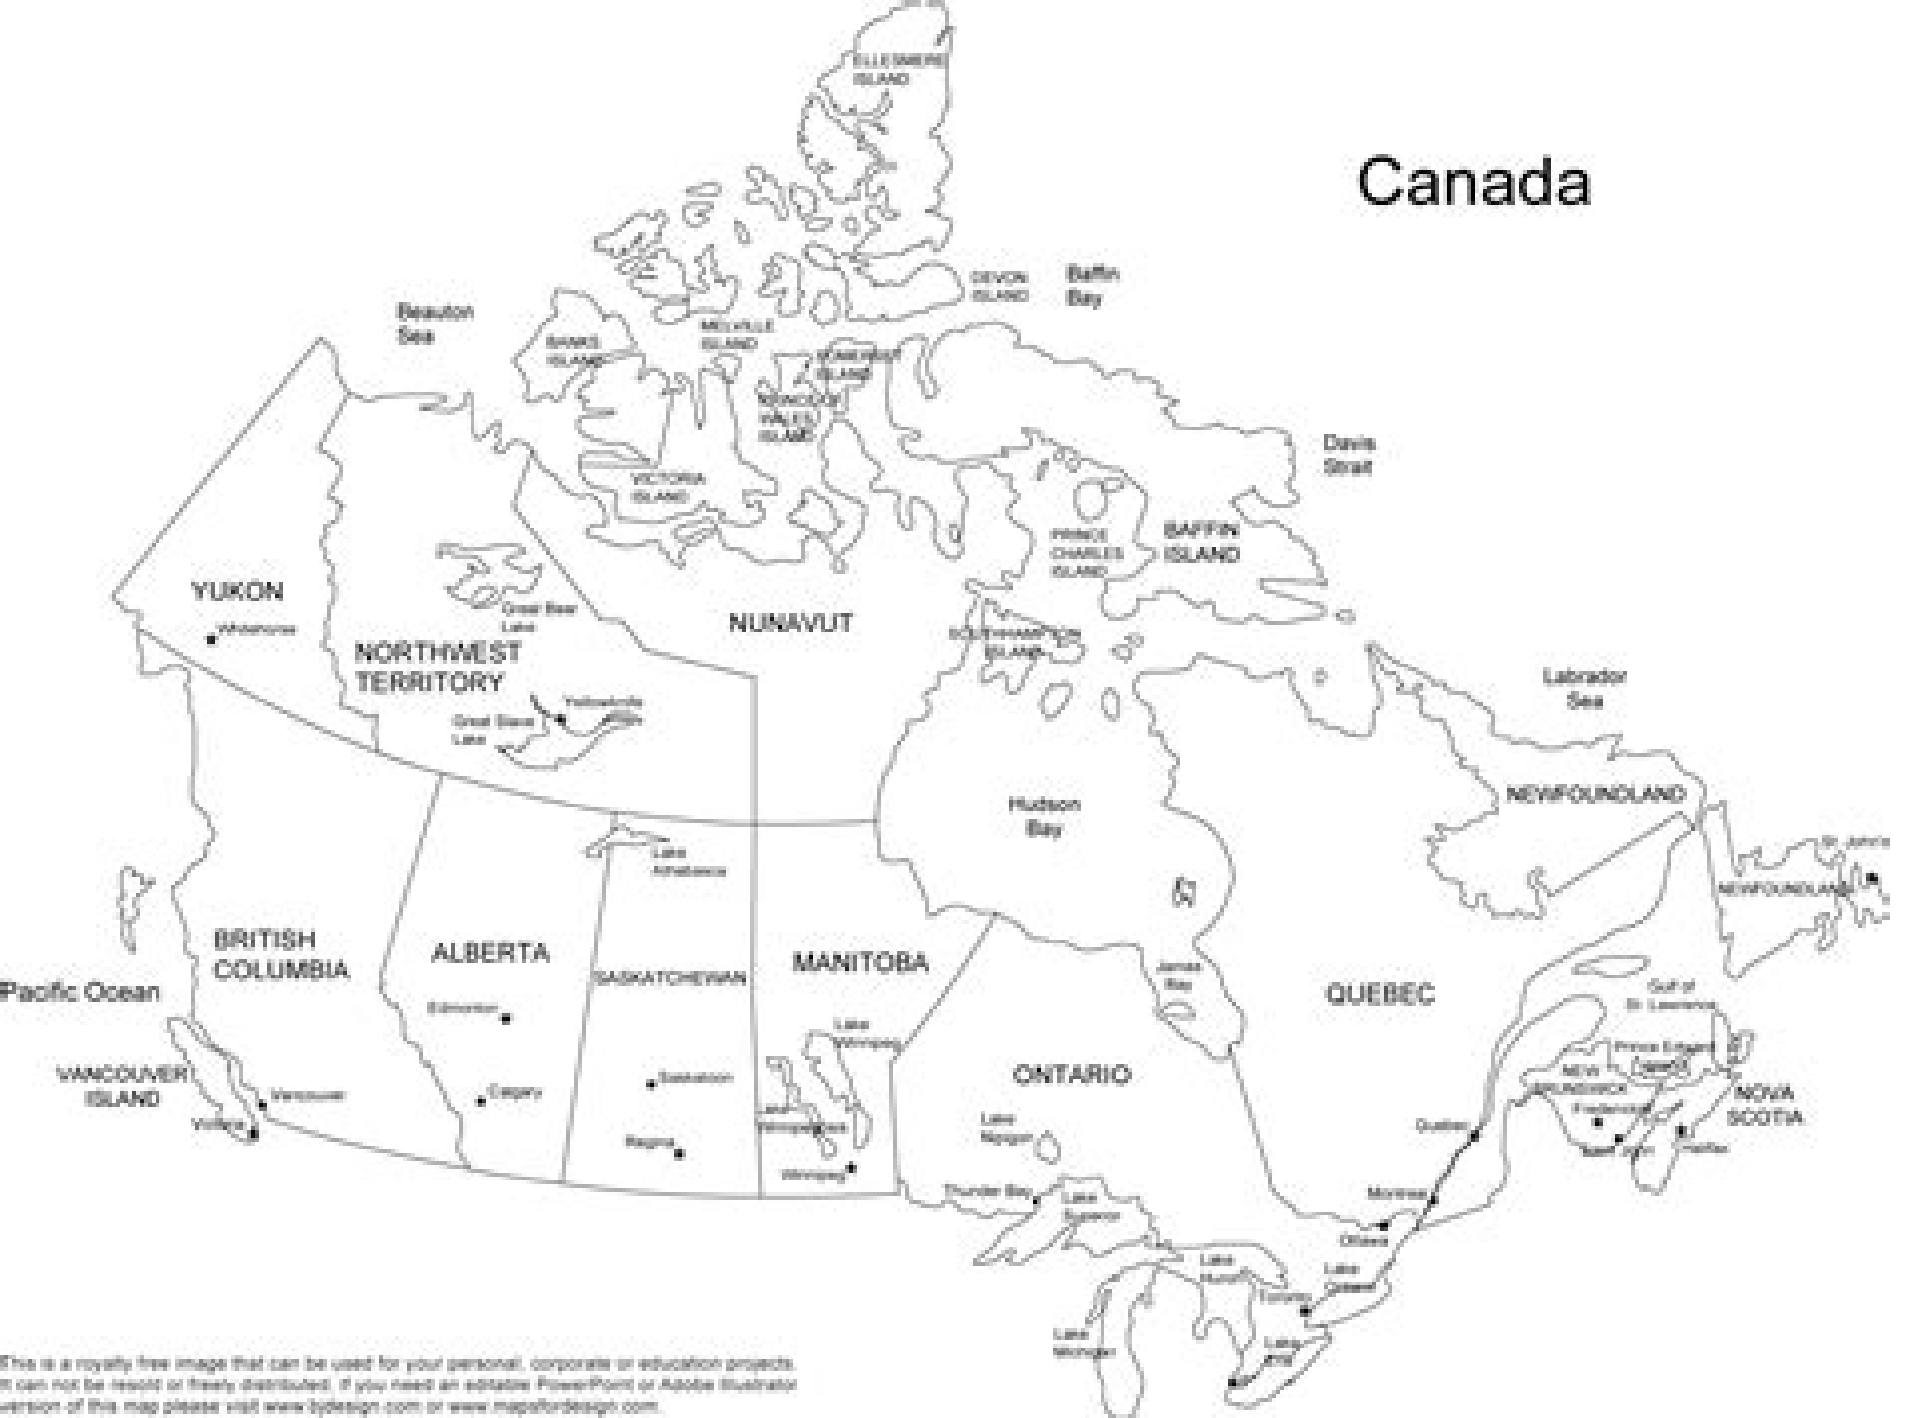 ELLESMERE
ISLAND
Canada
DEVON
ISLAND
Baffin
Bay
Beauton
Sea
MELVILLE
ISLAND
BANKS
ISLAND
SOMERSET
ISLAND
WALES
ISLAND
Davis
Strait
VICTORIA
ISLAND
PRINCE
CHARLES
ISLAND
BAFFIN
ISLAND
YUKON
Whitehorse
Great Bear
Lake
NUNAVUT
SOUTHHAMPTON
ISLAND
NORTHWEST
TERRITORY
Labrador
Sea
Yellowknife
Great Slave
Lake
Hudson
Bay
NEWFOUNDLAND
St. John's
Lake
Athabasca
NEWFOUNDLAND
BRITISH
COLUMBIA
ALBERTA
SASKATCHEWAN
MANITOBA
James
Bay
QUEBEC
Gulf of
St. Lawrence
Pacific Ocean
Edmonton
Lake
Winnipeg
Prince Edward
Island
VANCOUVER
ISLAND
Vancouver
Victoria
Calgary
Saskatoon
ONTARIO
NEW
BRUNSWICK
NOVA
SCOTIA
Fredericton
Lake
Winnipegosis
Lake
Nipigon
Quebec
Saint John
Halifax
Regina
Winnipeg
Thunder Bay
Lake
Superior
Montreal
Ottawa
Lake
Huron
Lake
Ontario
Toronto
Lake
Michigan
Lake
Erie
This is a royalty free image that can be used for your personal, corporate or education projects.
It can not be resold or freely distributed, if you need an editable PowerPoint or Adobe Illustrator
version of this map please visit www.bjdesign.com or www.mapsfordesign.com.